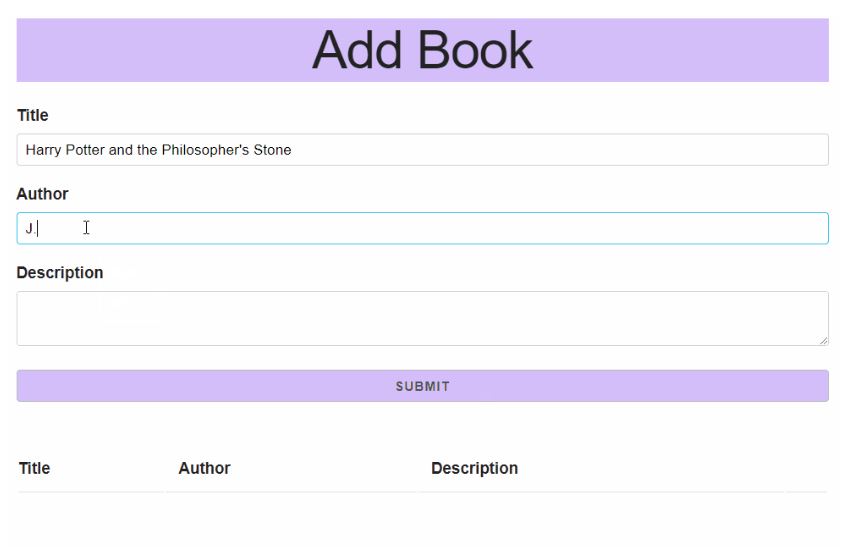 Add Book
Title
Harry Potter and the Philosopher's Stone
Author
J.
Description
SUBMIT
Title Author Description